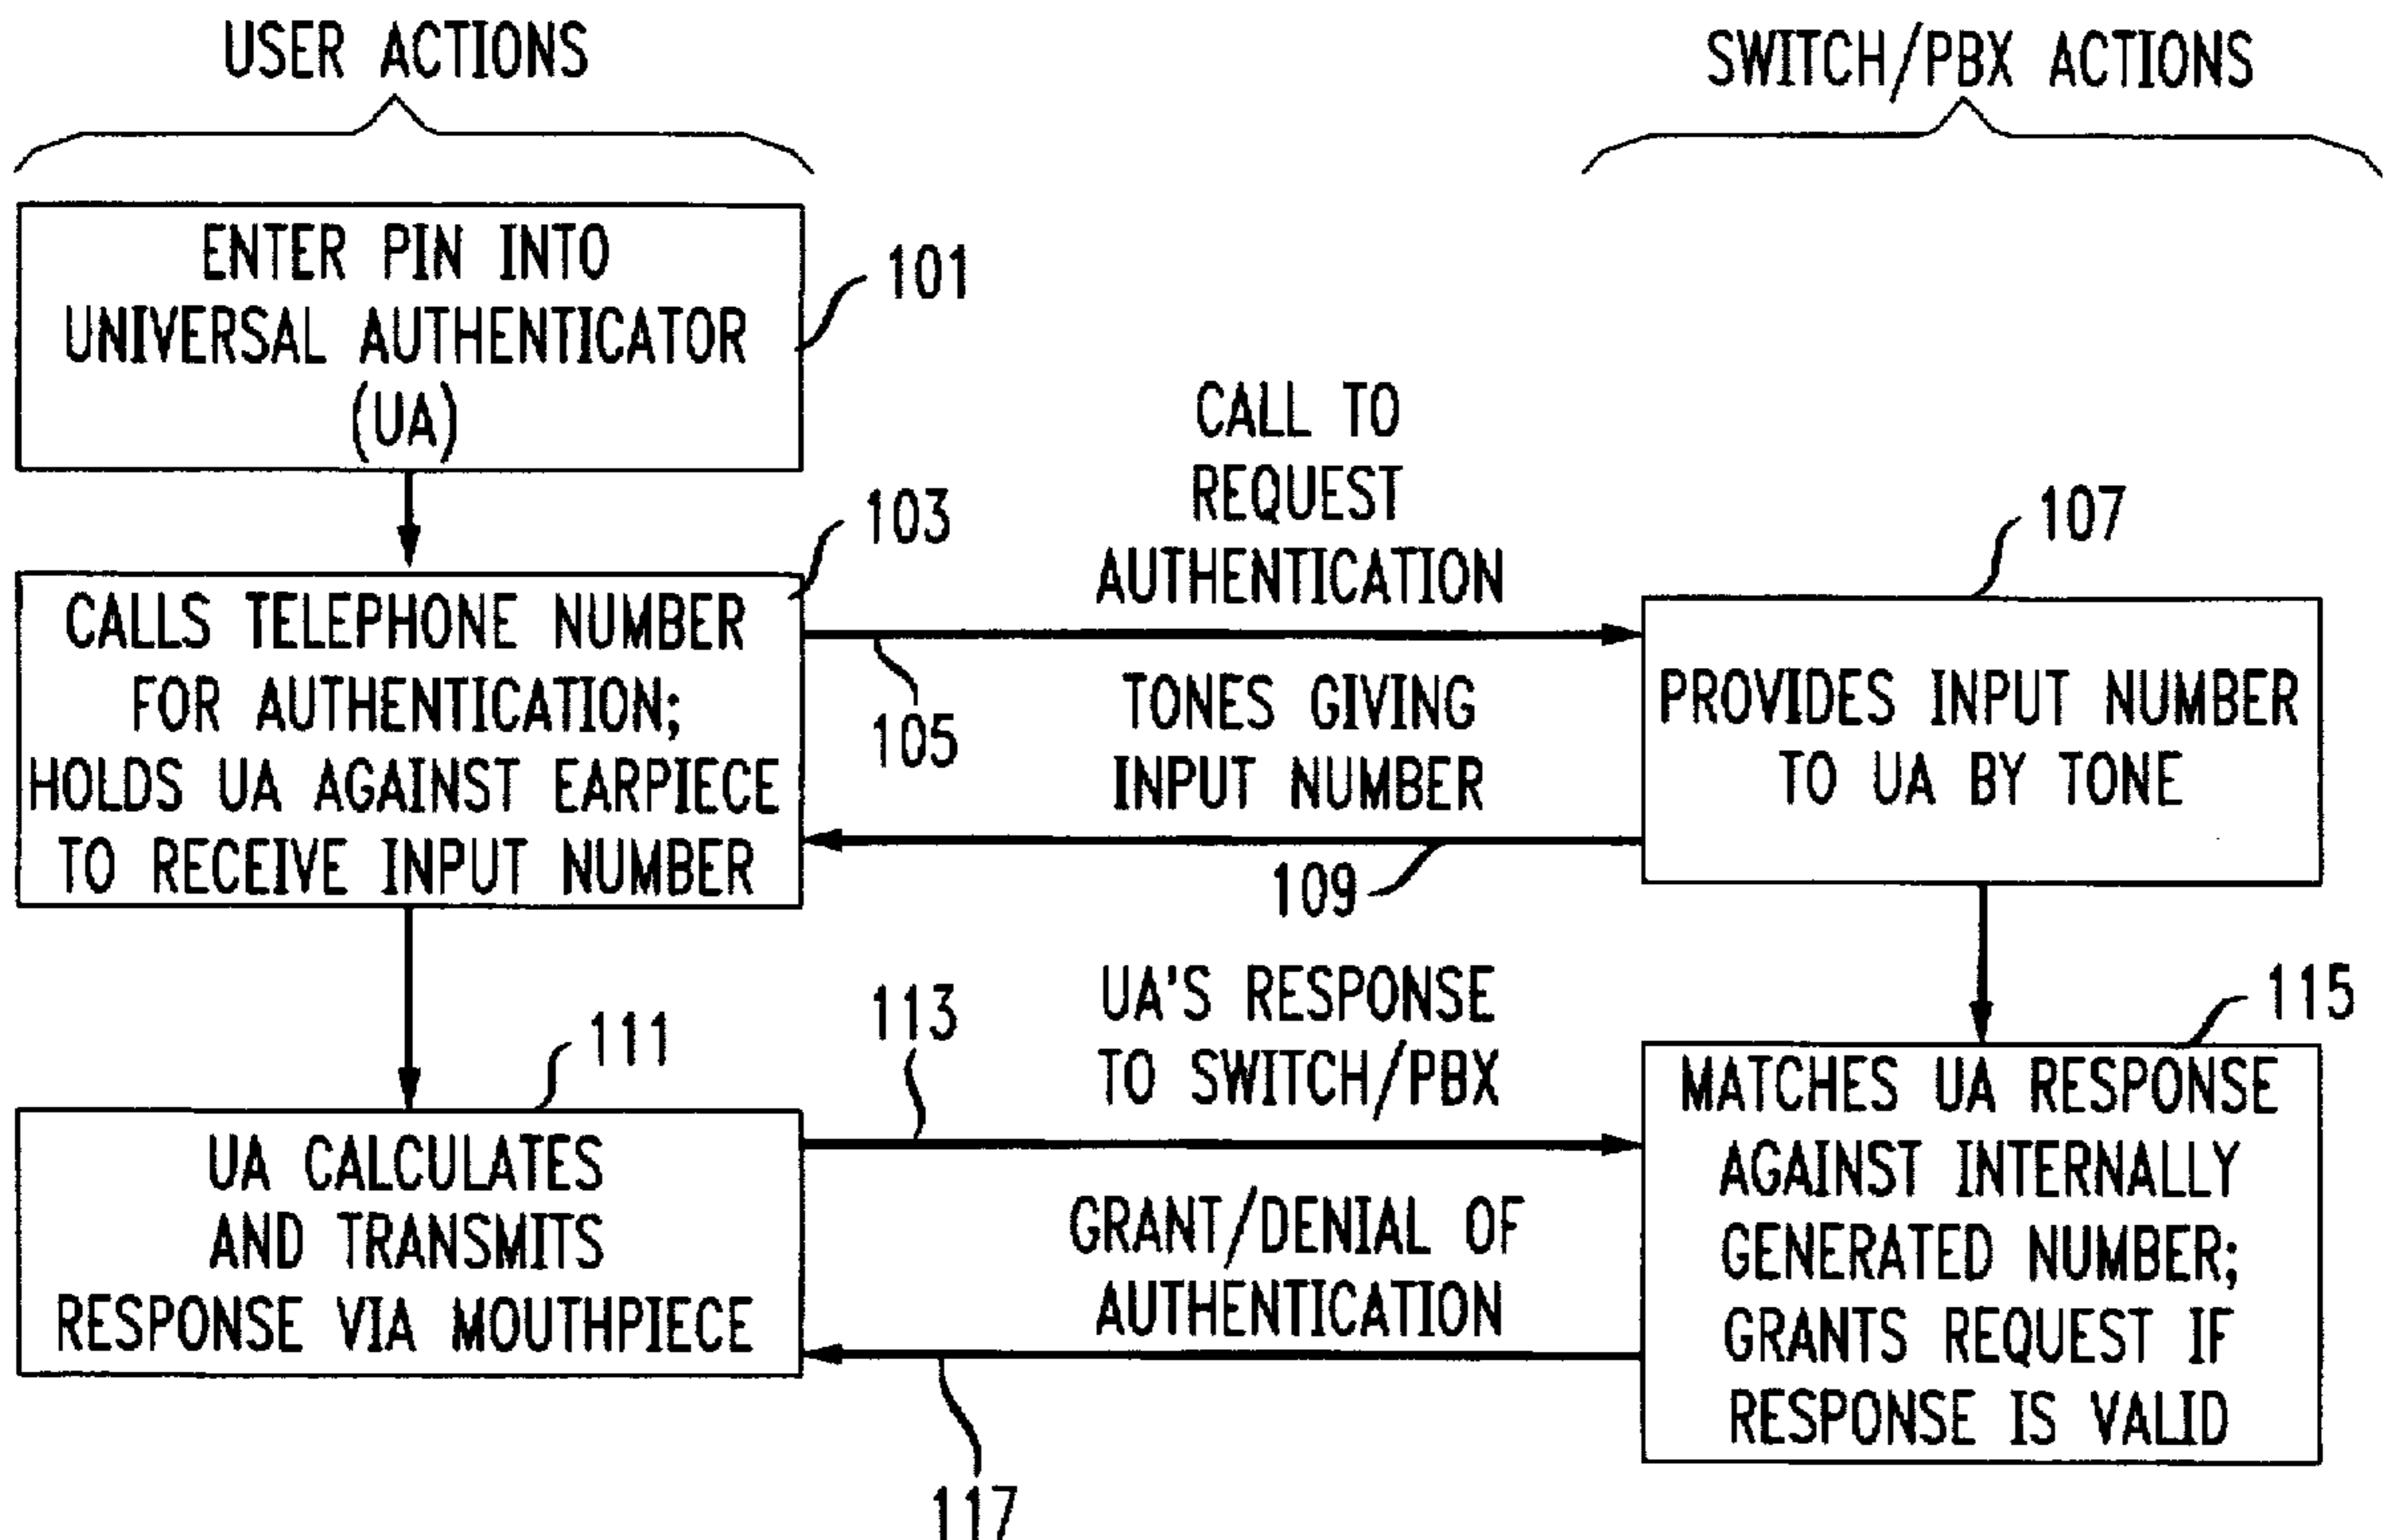 USER ACTIONS
SWITCH/PBX ACTIONS
ENTER PIN INTO
UNIVERSAL AUTHENTICATOR
(UA)
101
CALL TO
REQUEST
AUTHENTICATION
103
107
CALLS TELEPHONE NUMBER
FOR AUTHENTICATION;
HOLDS UA AGAINST EARPIECE
TO RECEIVE INPUT NUMBER
105
TONES GIVING
INPUT NUMBER
109
PROVIDES INPUT NUMBER
TO UA BY TONE
111
113
UA'S RESPONSE
TO SWITCH/PBX
115
UA CALCULATES
AND TRANSMITS
RESPONSE VIA MOUTHPIECE
GRANT/DENIAL OF
AUTHENTICATION
117
MATCHES UA RESPONSE
AGAINST INTERNALLY
GENERATED NUMBER;
GRANTS REQUEST IF
RESPONSE IS VALID